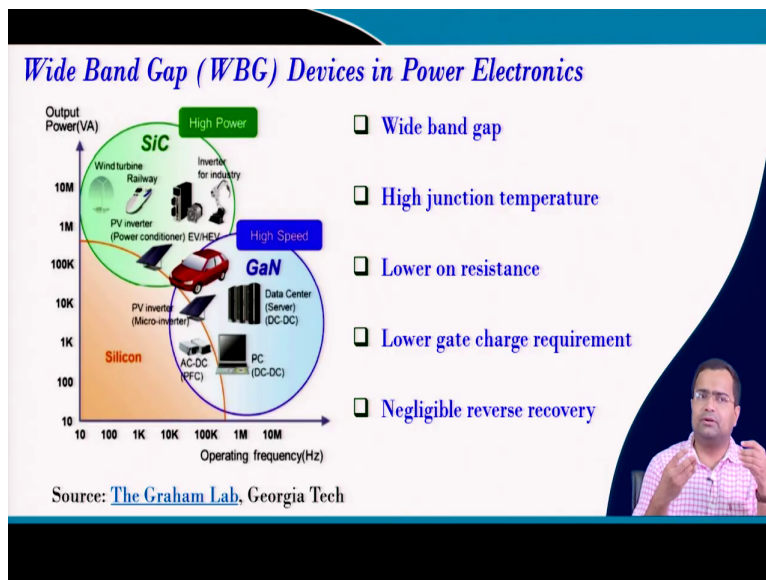 Wide Band Gap (WBG) Devices in Power Electronics
Output
Power(VA)
High Power
SiC
Wind turbine
Railway
Inverter
for industry
PV inverter
(Power conditioner) EV/HEV
High Speed
GaN
Data Center
(Server)
(DC-DC)
PV inverter
(Micro-inverter)
Silicon
AC-DC
(PFC)
PC
(DC-DC)
10M
1M
100K
10K
1K
100
10
10 100 1K 10K 100K 1M 10M
Operating frequency(Hz)
Wide band gap
High junction temperature
Lower on resistance
Lower gate charge requirement
Negligible reverse recovery
Source: The Graham Lab, Georgia Tech